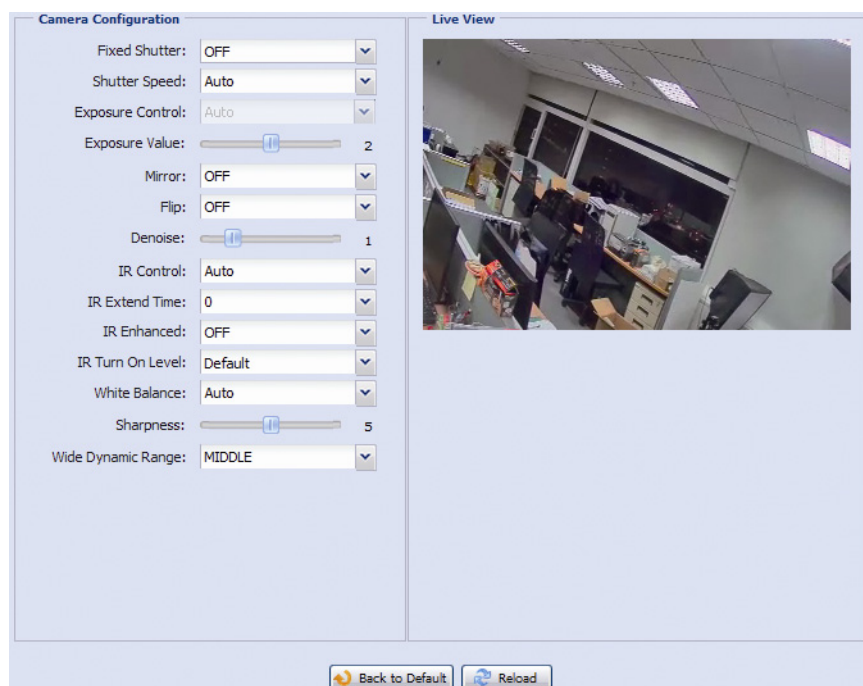 Camera Configuration
Fixed Shutter: OFF
Shutter Speed: Auto
Exposure Control: Auto
Exposure Value: 2
Mirror: OFF
Flip: OFF
Denoise: 1
IR Control: Auto
IR Extend Time: 0
IR Enhanced: OFF
IR Turn On Level: Default
White Balance: Auto
Sharpness: 5
Wide Dynamic Range: MIDDLE
Live View
Back to Default
Reload